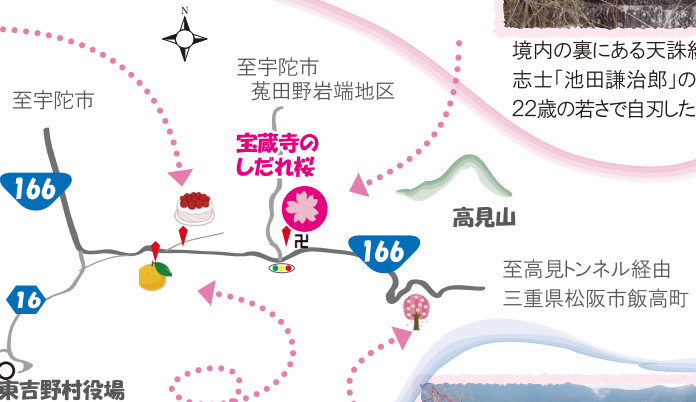 N
境内の裏にある天誅
志士「池田謙治郎」の
22歳の若さで自刃した
至宇陀市
至宇陀市
菟田野岩端地区
宝蔵寺の
しだれ桜
166
卍
166
高見山
至高見トンネル経由
三重県松阪市飯高町
16
東吉野村役場